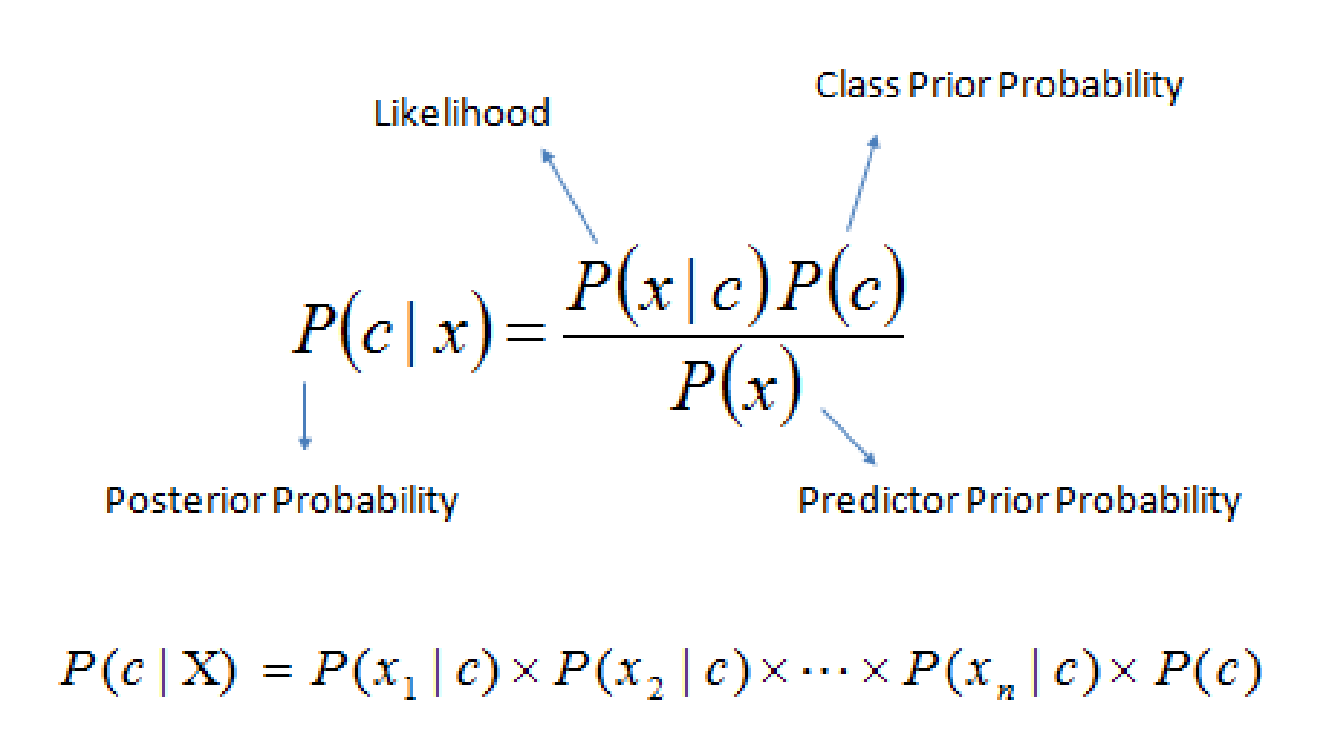 Class Prior Probability
Likelihood
P(x | c)P(c)
P(c | x) =
P(x)
Posterior Probability
Predictor Prior Probability
P(c | X) = P(x₁ | c) × P(x₂ | c) × ··· × P(xₙ | c) × P(c)